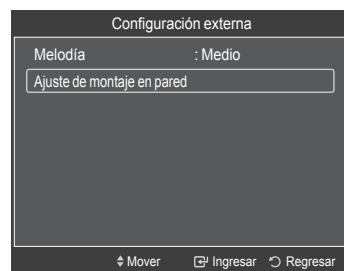 Configuración externa
Melodía : Medio
Ajuste de montaje en pared
Mover Ingresar Regresar